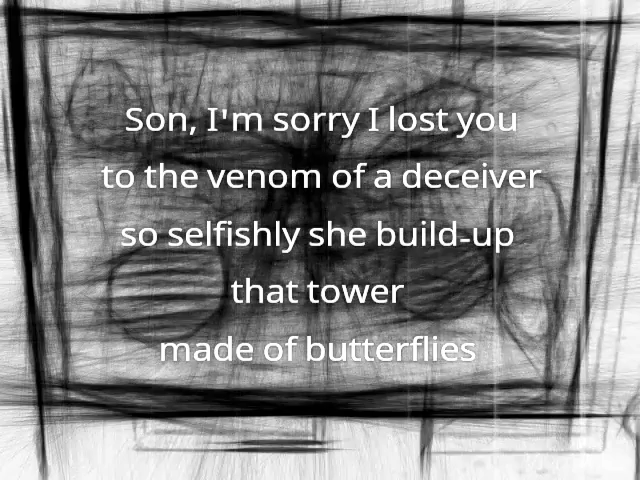 Son, I'm sorry I lost you
to the venom of a deceiver
so selfishly she build-up
that tower
made of butterflies